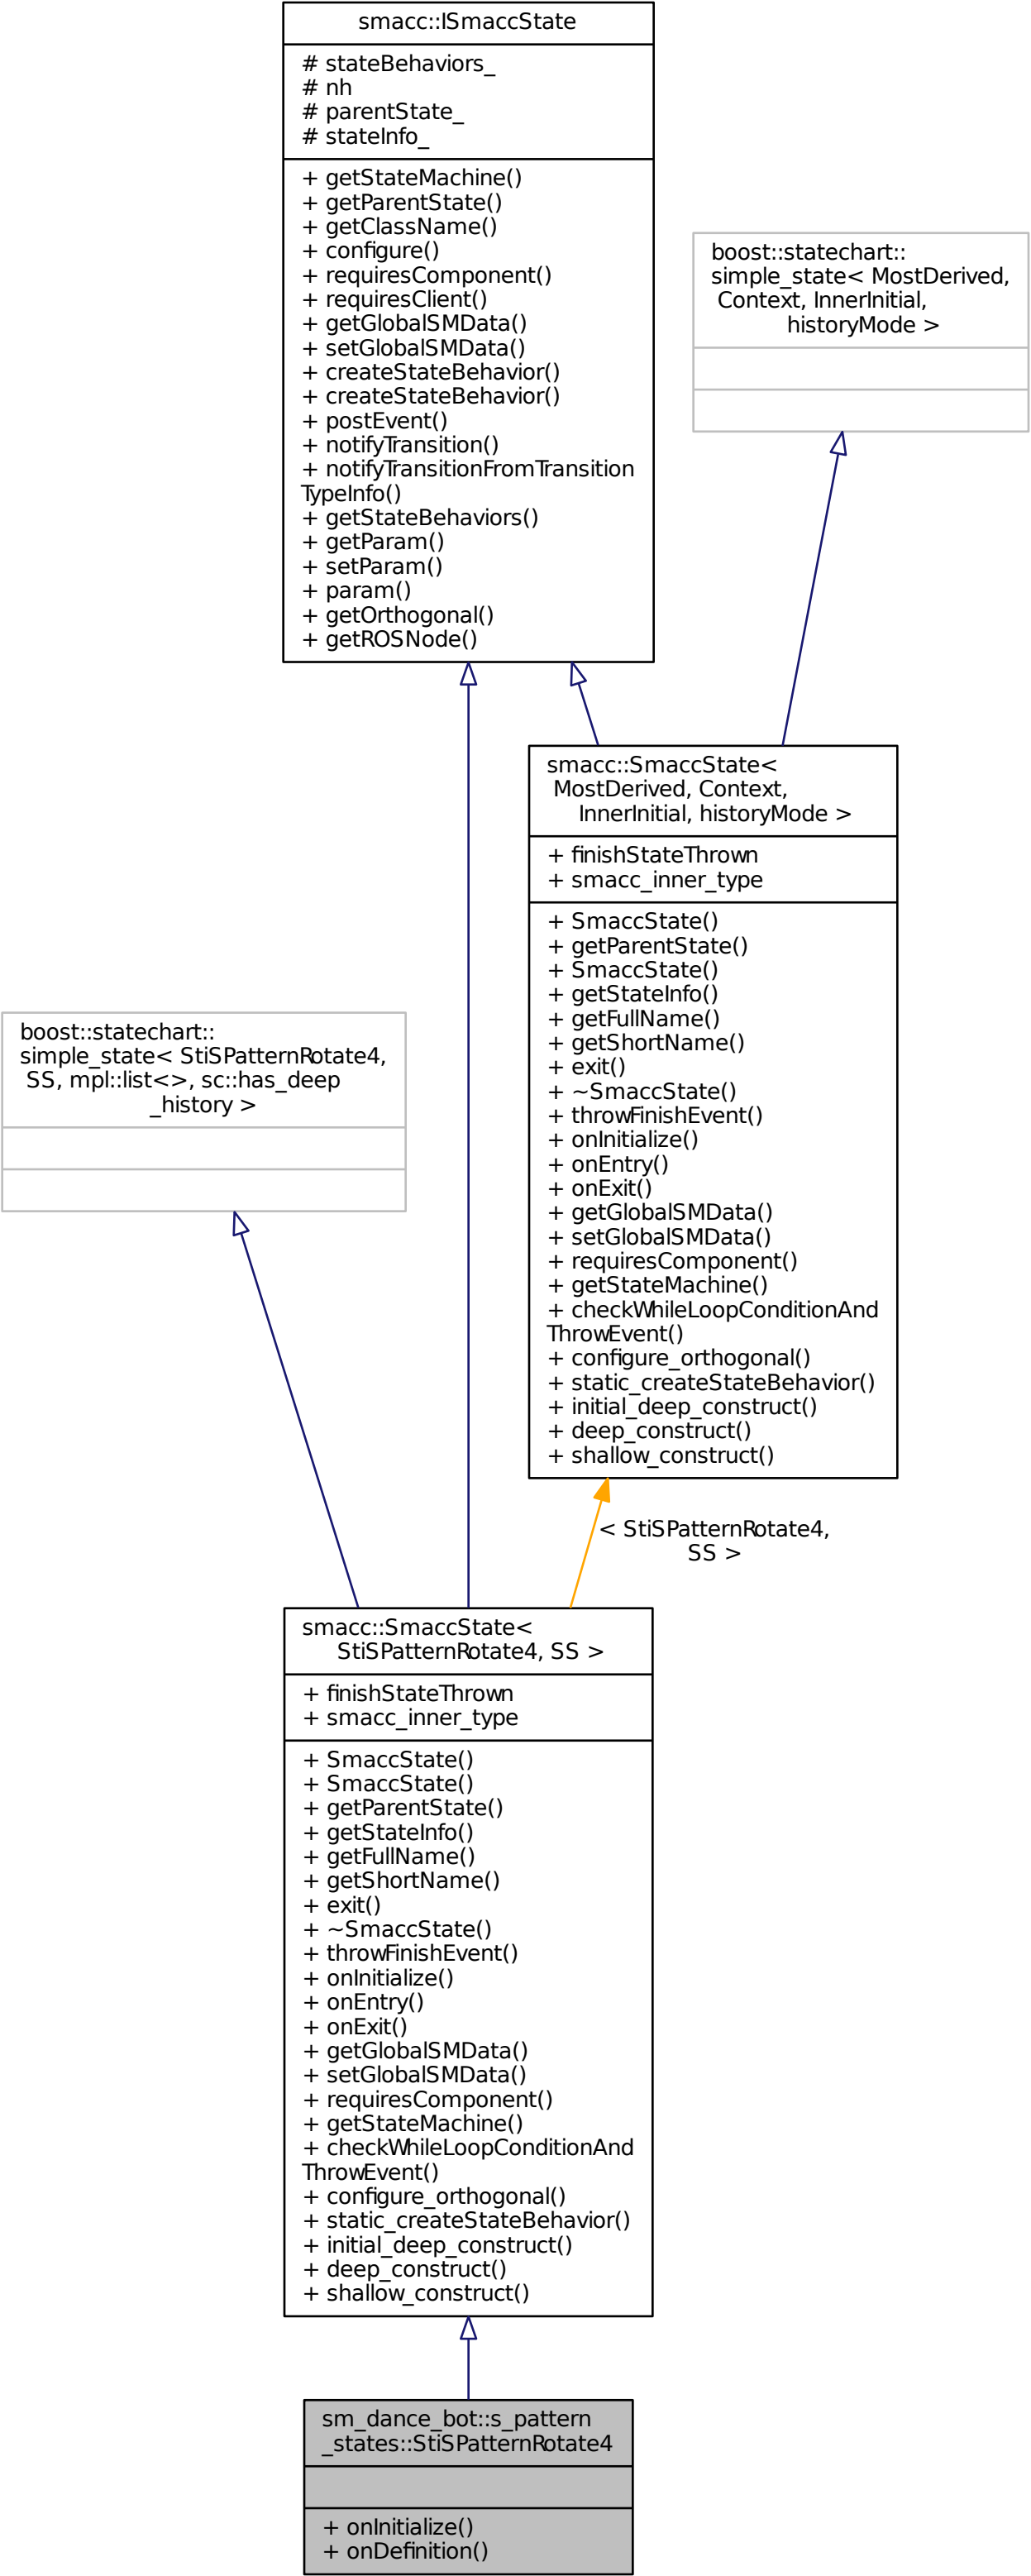 smacc::ISmaccState
# stateBehaviors_
# nh
# parentState_
# stateInfo_
+ getStateMachine()
+ getParentState()
+ getClassName()
+ configure()
+ requiresComponent()
+ requiresClient()
+ getGlobalSMData()
+ setGlobalSMData()
+ createStateBehavior()
+ createStateBehavior()
+ postEvent()
+ notifyTransition()
+ notifyTransitionFromTransition
TypeInfo()
+ getStateBehaviors()
+ getParam()
+ setParam()
+ param()
+ getOrthogonal()
+ getROSNode()
boost::statechart::
simple_state< MostDerived,
Context, InnerInitial,
historyMode >
smacc::SmaccState<
MostDerived, Context,
InnerInitial, historyMode >
+ finishStateThrown
+ smacc_inner_type
+ SmaccState()
+ getParentState()
+ SmaccState()
+ getStateInfo()
+ getFullName()
+ getShortName()
+ exit()
+ ~SmaccState()
+ throwFinishEvent()
+ onInitialize()
+ onEntry()
+ onExit()
+ getGlobalSMData()
+ setGlobalSMData()
+ requiresComponent()
+ getStateMachine()
+ checkWhileLoopConditionAnd
ThrowEvent()
+ configure_orthogonal()
+ static_createStateBehavior()
+ initial_deep_construct()
+ deep_construct()
+ shallow_construct()
boost::statechart::
simple_state< StiSPatternRotate4,
SS, mpl::list<>, sc::has_deep
_history >
< StiSPatternRotate4,
SS >
smacc::SmaccState<
StiSPatternRotate4, SS >
+ finishStateThrown
+ smacc_inner_type
+ SmaccState()
+ SmaccState()
+ getParentState()
+ getStateInfo()
+ getFullName()
+ getShortName()
+ exit()
+ ~SmaccState()
+ throwFinishEvent()
+ onInitialize()
+ onEntry()
+ onExit()
+ getGlobalSMData()
+ setGlobalSMData()
+ requiresComponent()
+ getStateMachine()
+ checkWhileLoopConditionAnd
ThrowEvent()
+ configure_orthogonal()
+ static_createStateBehavior()
+ initial_deep_construct()
+ deep_construct()
+ shallow_construct()
sm_dance_bot::s_pattern
_states::StiSPatternRotate4
+ onInitialize()
+ onDefinition()